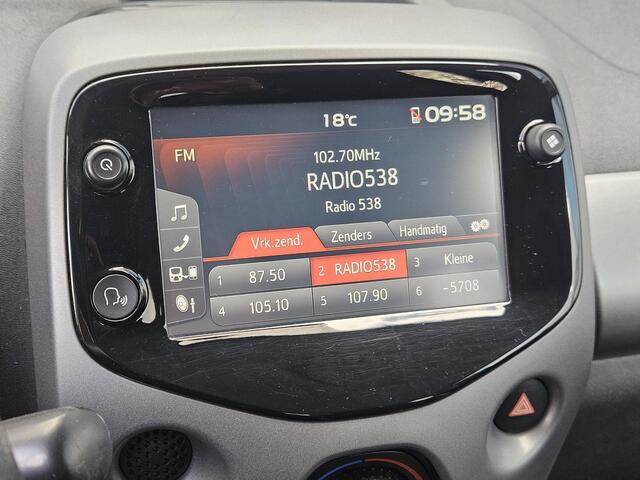 18°C 09:58
FM
102.70MHz
RADIO538
Radio 538
Vrk.zend. Zenders Handmatig
1 87.50 2 RADIO538 3 Kleine
4 105.10 5 107.90 6 -5708